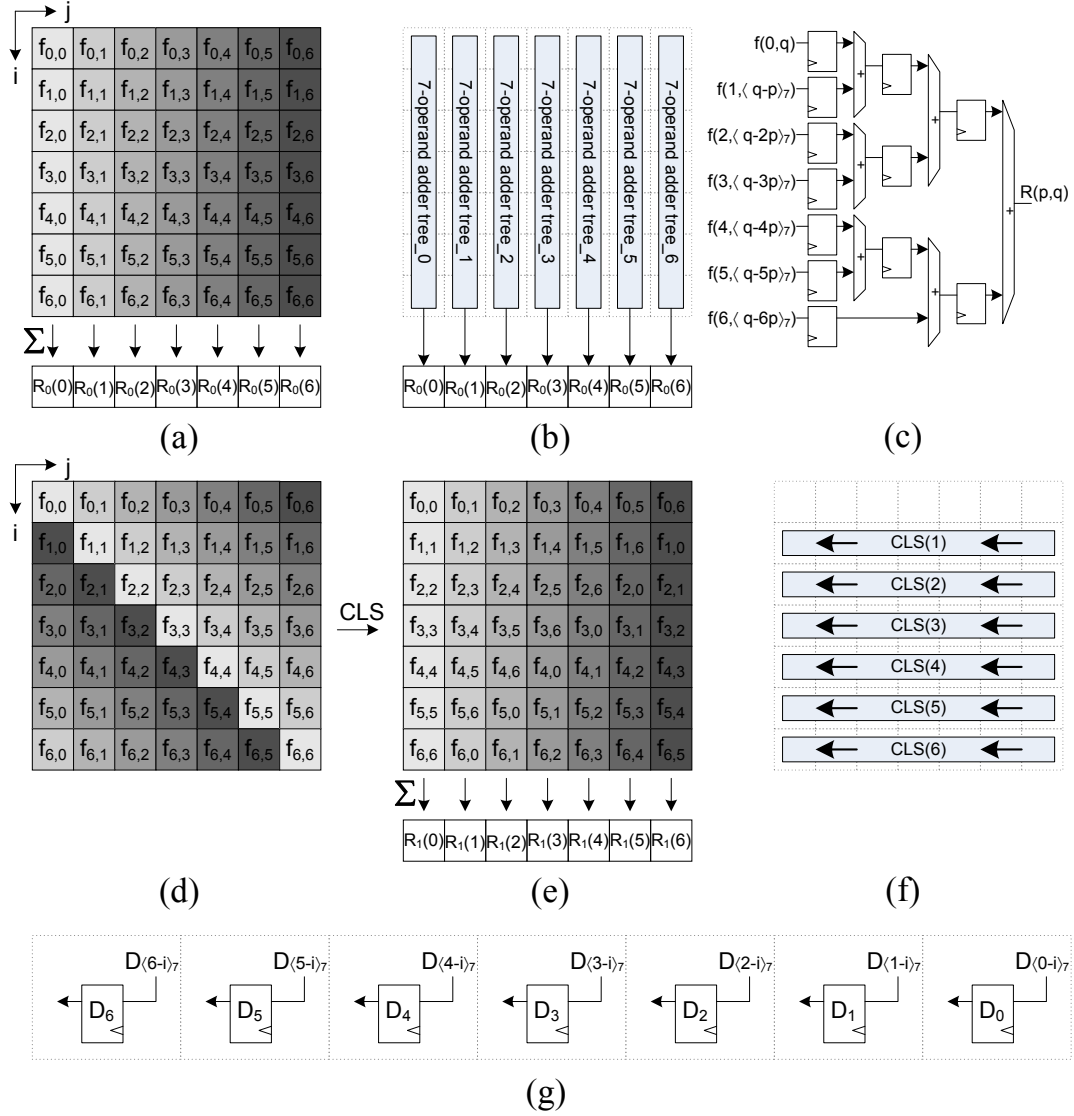 j
i
f0,0 f0,1 f0,2 f0,3 f0,4 f0,5 f0,6
f1,0 f1,1 f1,2 f1,3 f1,4 f1,5 f1,6
f2,0 f2,1 f2,2 f2,3 f2,4 f2,5 f2,6
f3,0 f3,1 f3,2 f3,3 f3,4 f3,5 f3,6
f4,0 f4,1 f4,2 f4,3 f4,4 f4,5 f4,6
f5,0 f5,1 f5,2 f5,3 f5,4 f5,5 f5,6
f6,0 f6,1 f6,2 f6,3 f6,4 f6,5 f6,6
Σ
R₀(0) R₀(1) R₀(2) R₀(3) R₀(4) R₀(5) R₀(6)
(a)
7-operand adder tree_0
7-operand adder tree_1
7-operand adder tree_2
7-operand adder tree_3
7-operand adder tree_4
7-operand adder tree_5
7-operand adder tree_6
R₀(0) R₀(1) R₀(2) R₀(3) R₀(4) R₀(5) R₀(6)
(b)
f(0,q)
f(1,⟨ q-p⟩₇)
f(2,⟨ q-2p⟩₇)
f(3,⟨ q-3p⟩₇)
f(4,⟨ q-4p⟩₇)
f(5,⟨ q-5p⟩₇)
f(6,⟨ q-6p⟩₇)
+
+
+
+
+
+
R(p,q)
(c)
j
i
f0,0 f0,1 f0,2 f0,3 f0,4 f0,5 f0,6
f1,0 f1,1 f1,2 f1,3 f1,4 f1,5 f1,6
f2,0 f2,1 f2,2 f2,3 f2,4 f2,5 f2,6
f3,0 f3,1 f3,2 f3,3 f3,4 f3,5 f3,6
f4,0 f4,1 f4,2 f4,3 f4,4 f4,5 f4,6
f5,0 f5,1 f5,2 f5,3 f5,4 f5,5 f5,6
f6,0 f6,1 f6,2 f6,3 f6,4 f6,5 f6,6
(d)
CLS
f0,0 f0,1 f0,2 f0,3 f0,4 f0,5 f0,6
f1,1 f1,2 f1,3 f1,4 f1,5 f1,6 f1,0
f2,2 f2,3 f2,4 f2,5 f2,6 f2,0 f2,1
f3,3 f3,4 f3,5 f3,6 f3,0 f3,1 f3,2
f4,4 f4,5 f4,6 f4,0 f4,1 f4,2 f4,3
f5,5 f5,6 f5,0 f5,1 f5,2 f5,3 f5,4
f6,6 f6,0 f6,1 f6,2 f6,3 f6,4 f6,5
Σ
R₁(0) R₁(1) R₁(2) R₁(3) R₁(4) R₁(5) R₁(6)
(e)
CLS(1)
CLS(2)
CLS(3)
CLS(4)
CLS(5)
CLS(6)
(f)
D⟨6-i⟩₇ D⟨5-i⟩₇ D⟨4-i⟩₇ D⟨3-i⟩₇ D⟨2-i⟩₇ D⟨1-i⟩₇ D⟨0-i⟩₇
D₆ D₅ D₄ D₃ D₂ D₁ D₀
(g)